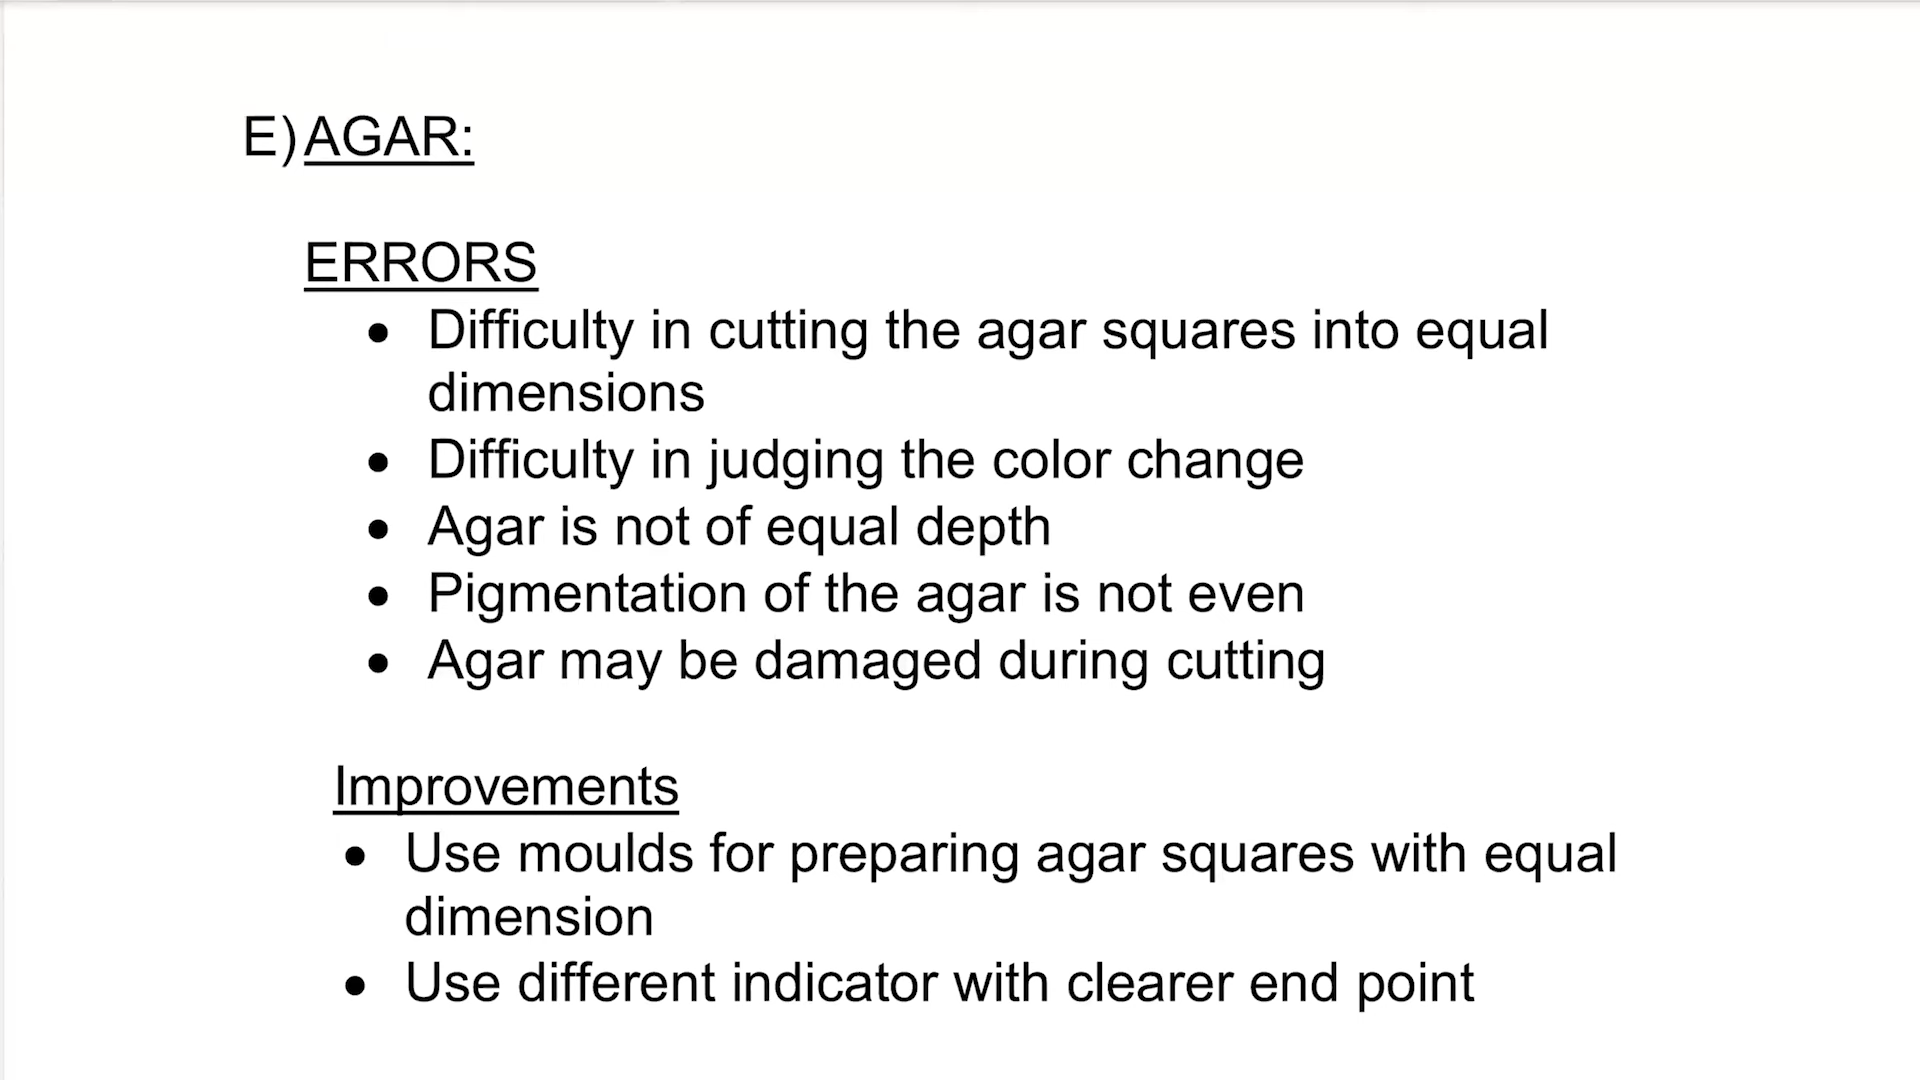 E) AGAR:
ERRORS
• Difficulty in cutting the agar squares into equal
dimensions
• Difficulty in judging the color change
• Agar is not of equal depth
• Pigmentation of the agar is not even
• Agar may be damaged during cutting
Improvements
• Use moulds for preparing agar squares with equal
dimension
• Use different indicator with clearer end point